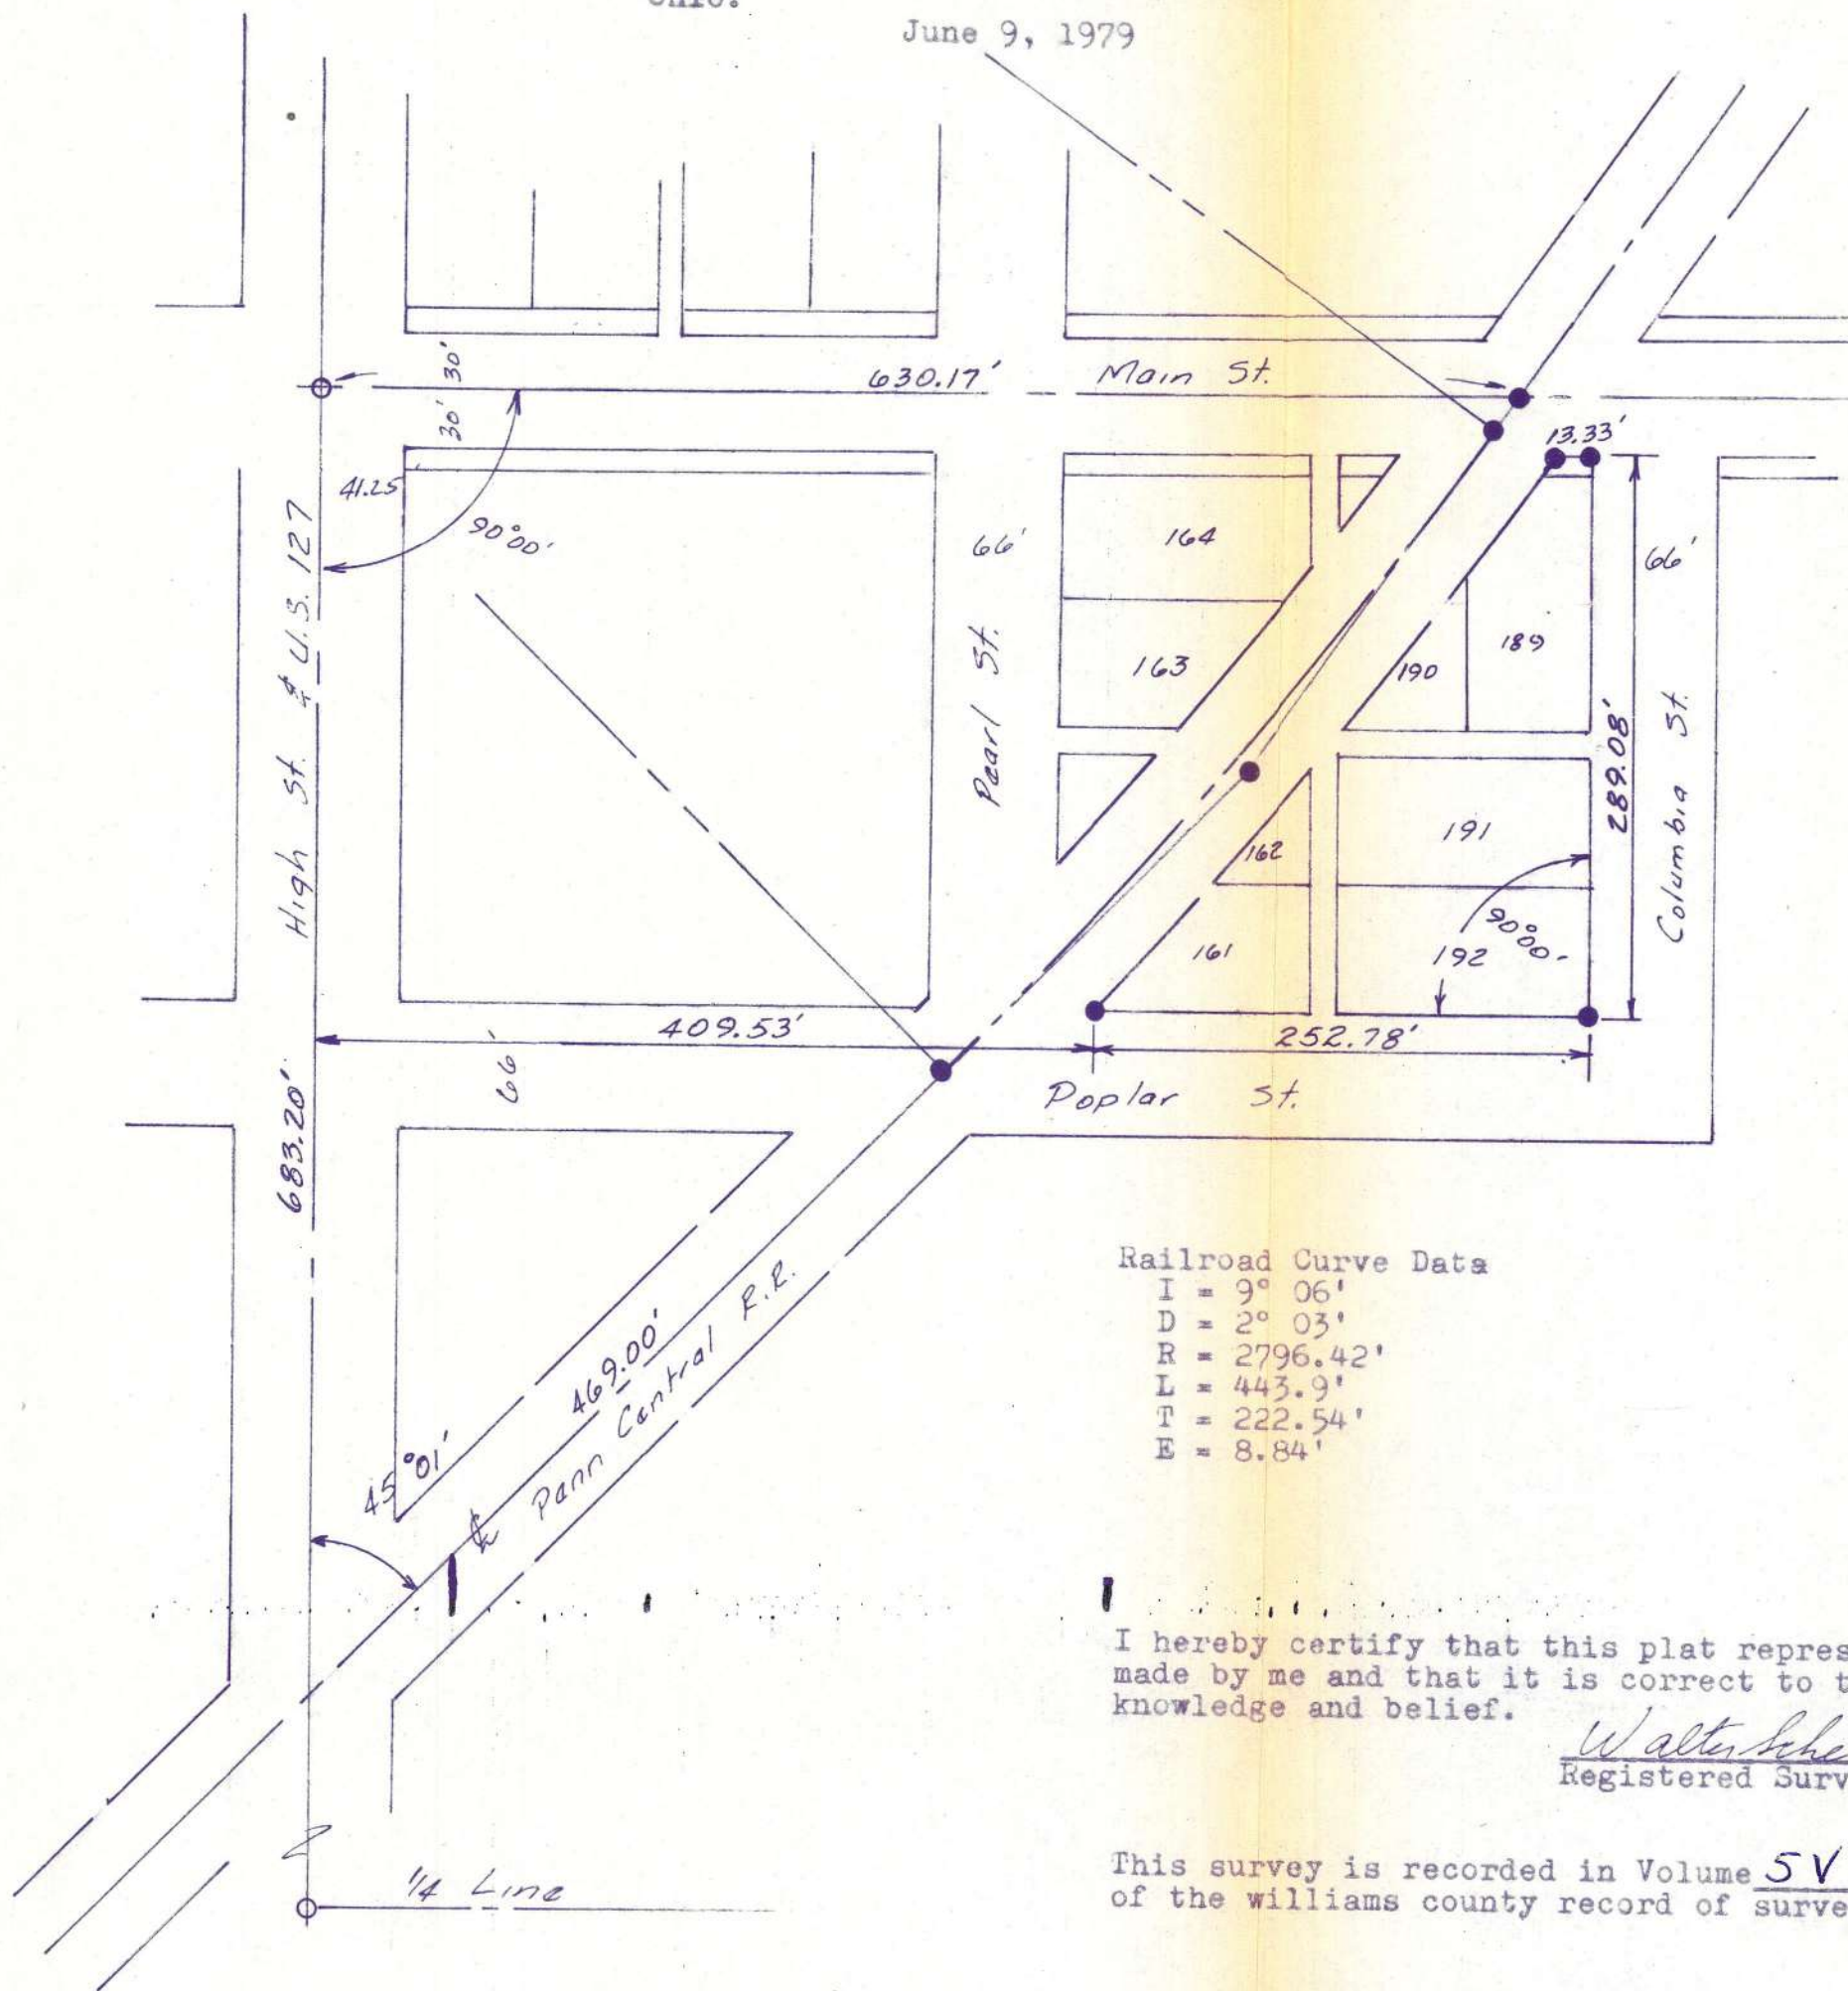 June 9, 1979
30'
30'
630.17'
Main St.
13.33'
41.25
90°00'
66'
164
66'
163
190
189
High St. & U.S. 127
Pearl St.
289.08'
Columbia St.
162
191
161
192
90°00'
409.53'
252.78'
66'
Poplar St.
683.20'
Railroad Curve Data
I = 9° 06'
D = 2° 03'
R = 2796.42'
L = 443.9'
T = 222.54'
E = 8.84'
469.00'
45°01'
℄ Penn Central R.R.
I hereby certify that this plat repres
made by me and that it is correct to t
knowledge and belief.
Walter Sche
Registered Surv
This survey is recorded in Volume 5V
of the williams county record of surve
1/4 Line